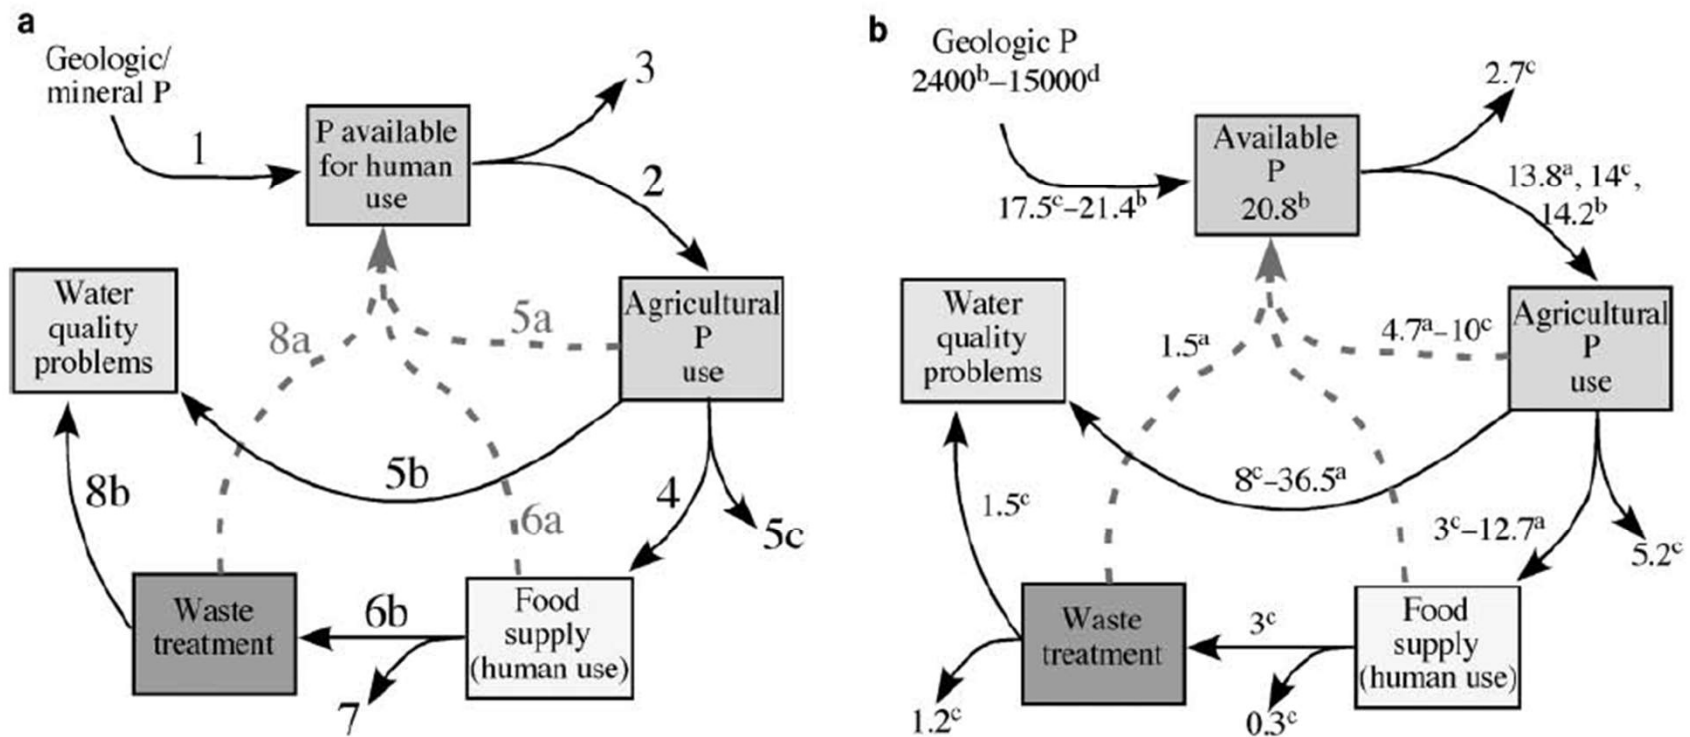 a
Geologic/
mineral P
1
P available
for human
use
3
2
Water
quality
problems
8a
5a
Agricultural
P
use
8b
5b
6a
4
5c
Waste
treatment
6b
Food
supply
(human use)
7
b
Geologic P
2400ᵇ–15000ᵈ
17.5ᶜ–21.4ᵇ
Available
P
20.8ᵇ
2.7ᶜ
13.8ᵃ, 14ᶜ,
14.2ᵇ
Water
quality
problems
1.5ᵃ
4.7ᵃ–10ᶜ
Agricultural
P
use
1.5ᶜ
8ᶜ–36.5ᵃ
3ᶜ–12.7ᵃ
5.2ᶜ
Waste
treatment
3ᶜ
Food
supply
(human use)
1.2ᶜ
0.3ᶜ